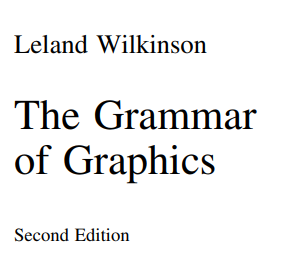 Leland Wilkinson
The Grammar
of Graphics
Second Edition